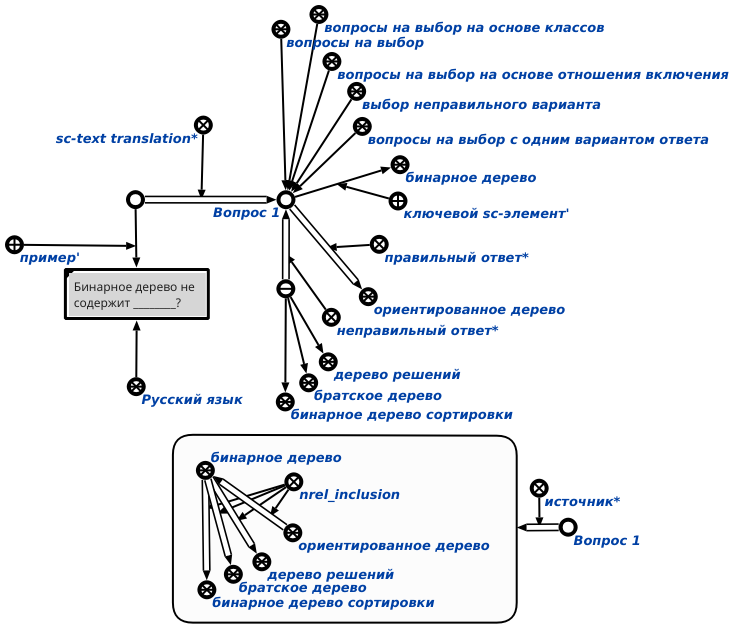 вопросы на выбор на основе классов
вопросы на выбор
вопросы на выбор на основе отношения включения
выбор неправильного варианта
вопросы на выбор с одним вариантом ответа
sc-text translation*
бинарное дерево
Вопрос 1
ключевой sc-элемент'
пример'
правильный ответ*
Бинарное дерево не
содержит _______?
ориентированное дерево
неправильный ответ*
дерево решений
братское дерево
Русский язык
бинарное дерево сортировки
бинарное дерево
nrel_inclusion
источник*
ориентированное дерево
Вопрос 1
дерево решений
братское дерево
бинарное дерево сортировки